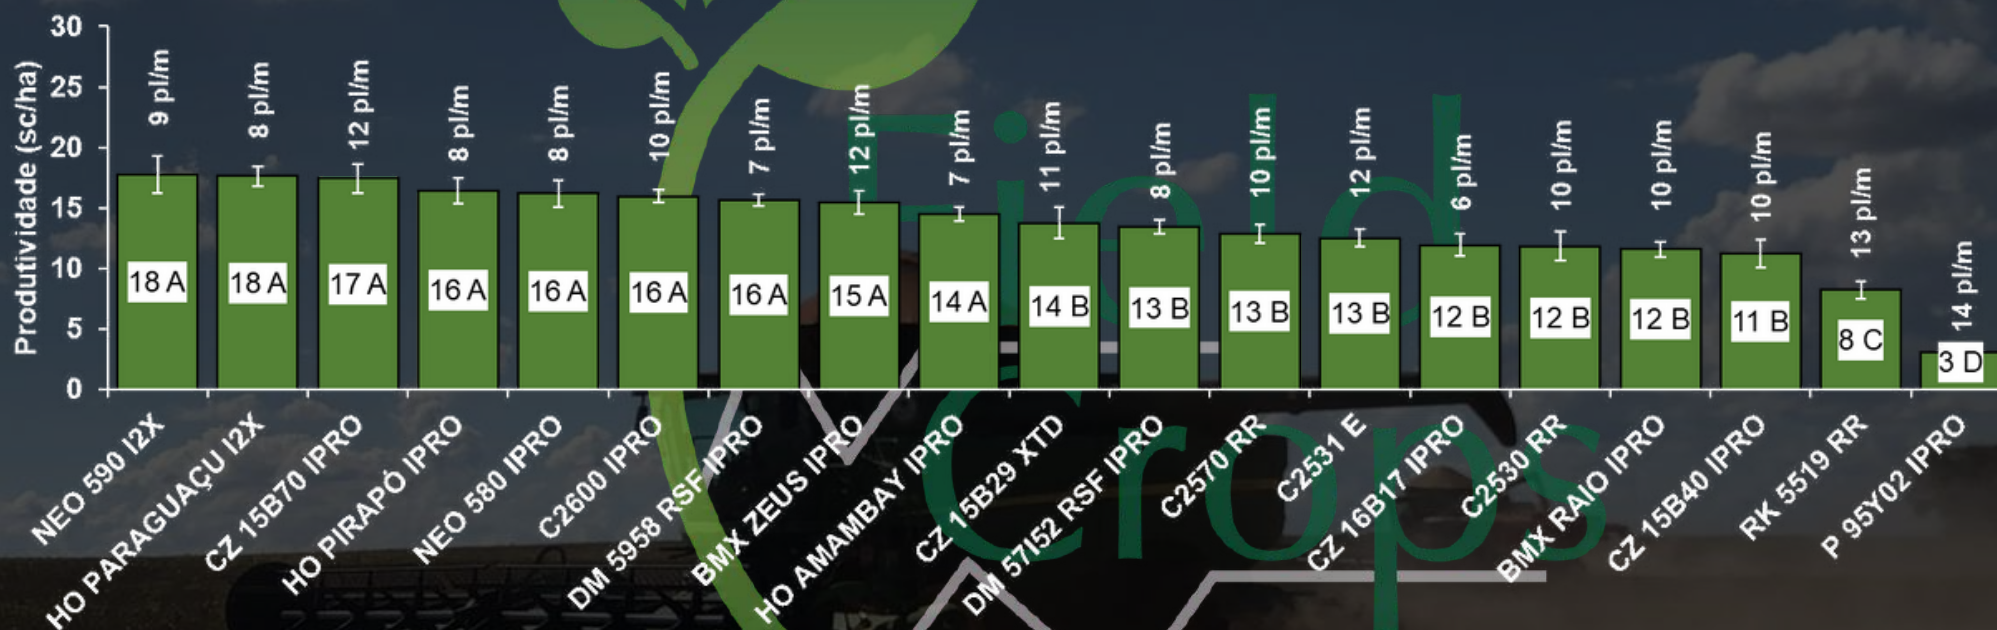 Produtividade (sc/ha)
30
25
20
15
10
5
0
9 pl/m
8 pl/m
12 pl/m
8 pl/m
8 pl/m
10 pl/m
7 pl/m
12 pl/m
7 pl/m
11 pl/m
8 pl/m
10 pl/m
12 pl/m
6 pl/m
10 pl/m
10 pl/m
10 pl/m
13 pl/m
14 pl/m
18 A
18 A
17 A
16 A
16 A
16 A
16 A
15 A
14 A
14 B
13 B
13 B
13 B
12 B
12 B
12 B
11 B
8 C
3 D
NEO 590 I2X
HO PARAGUAÇU I2X
CZ 15B70 IPRO
HO PIRAPÓ IPRO
NEO 580 IPRO
C2600 IPRO
DM 5958 RSF IPRO
BMX ZEUS IPRO
HO AMAMBAY IPRO
CZ 15B29 XTD
DM 57152 RSF IPRO
C2570 RR
C2531 E
CZ 16B17 IPRO
C2530 RR
BMX RAIO IPRO
CZ 15B40 IPRO
RK 5519 RR
P 95Y02 IPRO
Field
Crops